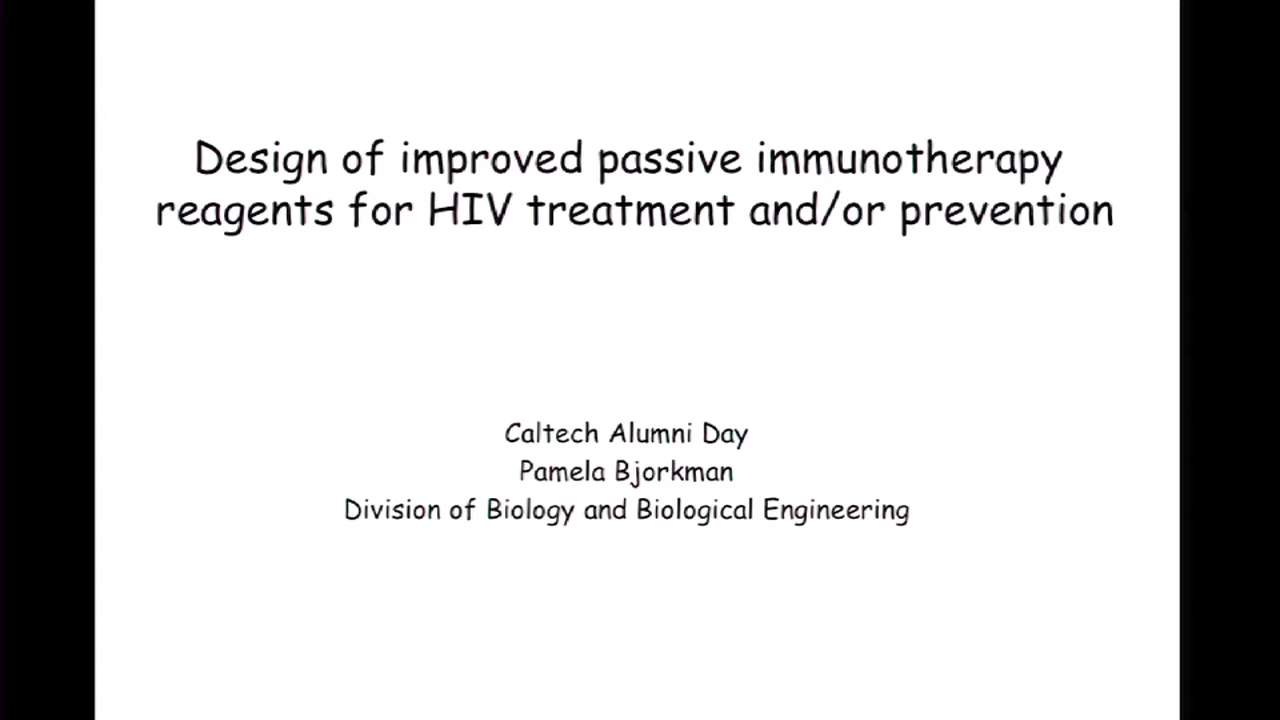 Design of improved passive immunotherapy
reagents for HIV treatment and/or prevention
Caltech Alumni Day
Pamela Bjorkman
Division of Biology and Biological Engineering